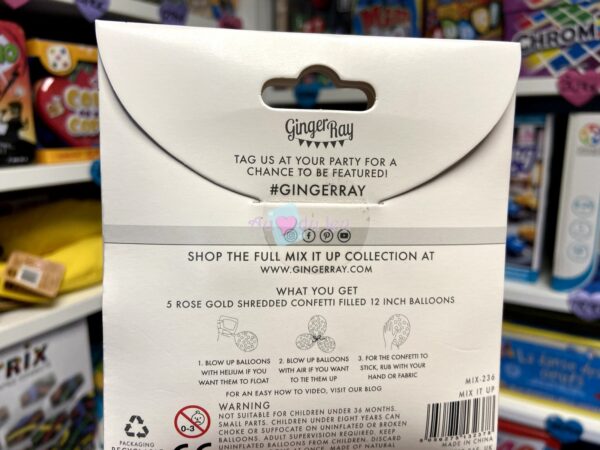 CHROM
GingerRay
TAG US AT YOUR PARTY FOR A
CHANCE TO BE FEATURED!
#GINGERRAY
SHOP THE FULL MIX IT UP COLLECTION AT
WWW.GINGERRAY.COM
WHAT YOU GET
5 ROSE GOLD SHREDDED CONFETTI FILLED 12 INCH BALLOONS
1. BLOW UP BALLOONS
WITH HELIUM IF YOU
WANT THEM TO FLOAT
2. BLOW UP BALLOONS
WITH AIR IF YOU WANT
TO TIE THEM UP
3. FOR THE CONFETTI TO
STICK, RUB WITH YOUR
HAND OR FABRIC
FOR AN EASY HOW TO VIDEO, VISIT OUR BLOG
MIX-236
MIX IT UP
0-3
WARNING
NOT SUITABLE FOR CHILDREN UNDER 36 MONTHS.
SMALL PARTS. CHILDREN UNDER EIGHT YEARS CAN
CHOKE OR SUFFOCATE ON UNINFLATED OR BROKEN
BALLOONS. ADULT SUPERVISION REQUIRED. KEEP
UNINFLATED BALLOONS FROM CHILDREN. DISCARD
MADE OF NATURAL
PACKAGING
MADE IN CHINA
RIX